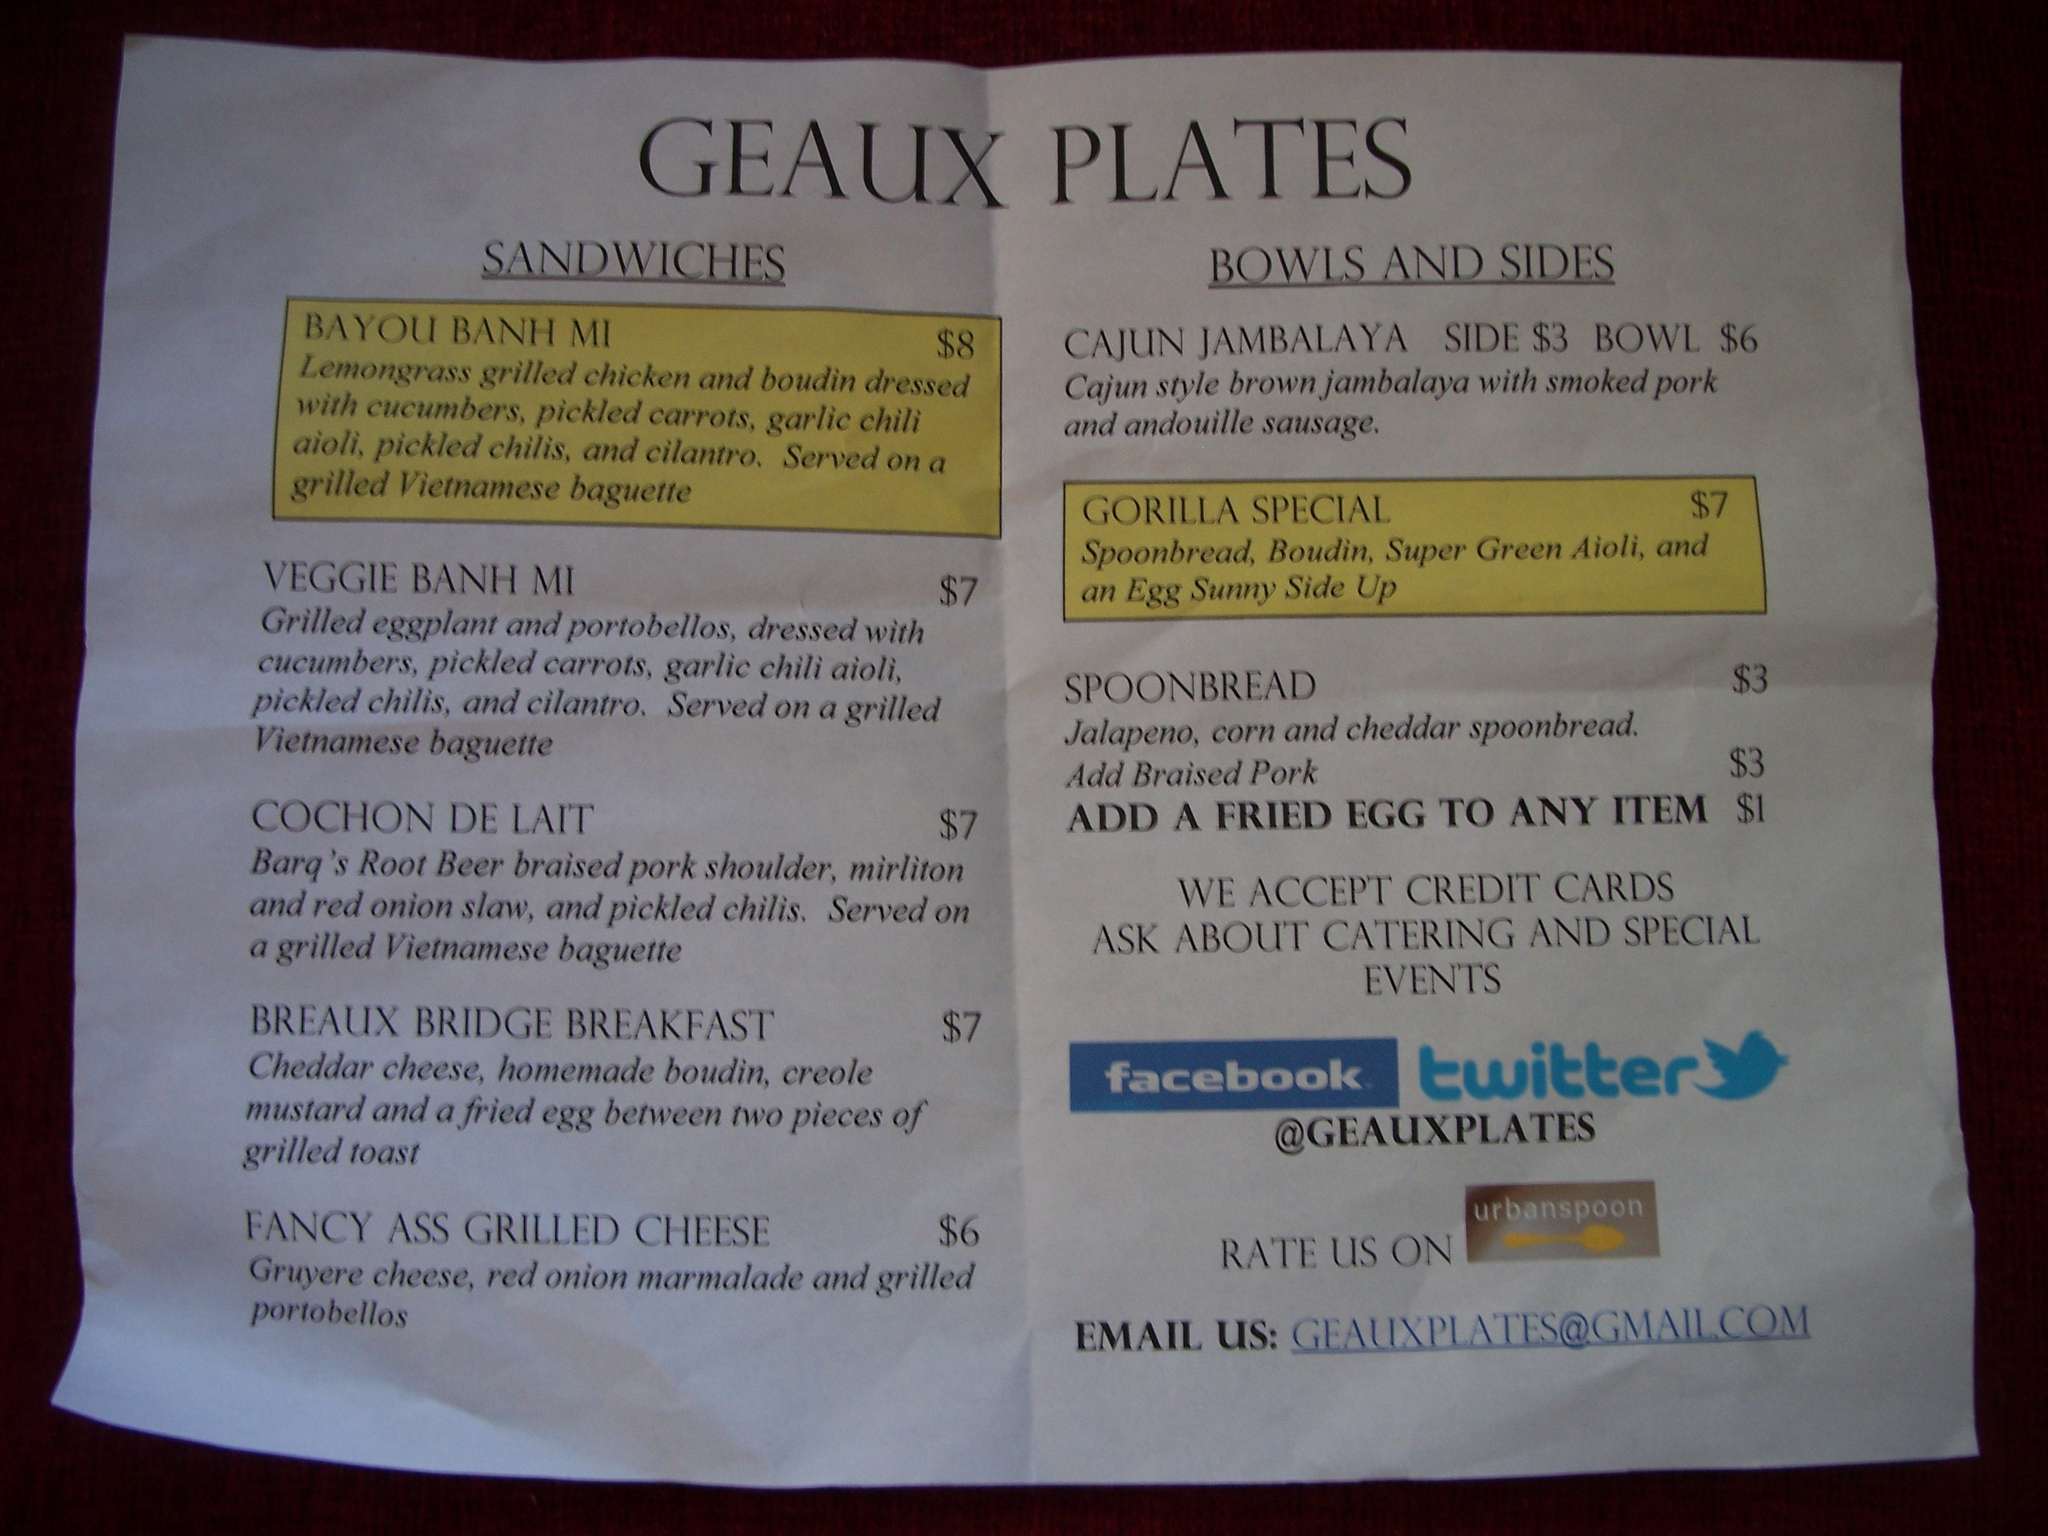 GEAUX PLATES
SANDWICHES
BAYOU BANH MI $8
Lemongrass grilled chicken and boudin dressed
with cucumbers, pickled carrots, garlic chili
aioli, pickled chilis, and cilantro. Served on a
grilled Vietnamese baguette
VEGGIE BANH MI $7
Grilled eggplant and portobellos, dressed with
cucumbers, pickled carrots, garlic chili aioli,
pickled chilis, and cilantro. Served on a grilled
Vietnamese baguette
COCHON DE LAIT $7
Barq's Root Beer braised pork shoulder, mirliton
and red onion slaw, and pickled chilis. Served on
a grilled Vietnamese baguette
BREAUX BRIDGE BREAKFAST $7
Cheddar cheese, homemade boudin, creole
mustard and a fried egg between two pieces of
grilled toast
FANCY ASS GRILLED CHEESE $6
Gruyere cheese, red onion marmalade and grilled
portobellos
BOWLS AND SIDES
CAJUN JAMBALAYA SIDE $3 BOWL $6
Cajun style brown jambalaya with smoked pork
and andouille sausage.
GORILLA SPECIAL $7
Spoonbread, Boudin, Super Green Aioli, and
an Egg Sunny Side Up
SPOONBREAD $3
Jalapeno, corn and cheddar spoonbread.
Add Braised Pork $3
ADD A FRIED EGG TO ANY ITEM $1
WE ACCEPT CREDIT CARDS
ASK ABOUT CATERING AND SPECIAL
EVENTS
facebook twitter
@GEAUXPLATES
RATE US ON urbanspoon
EMAIL US: GEAUXPLATES@GMAIL.COM